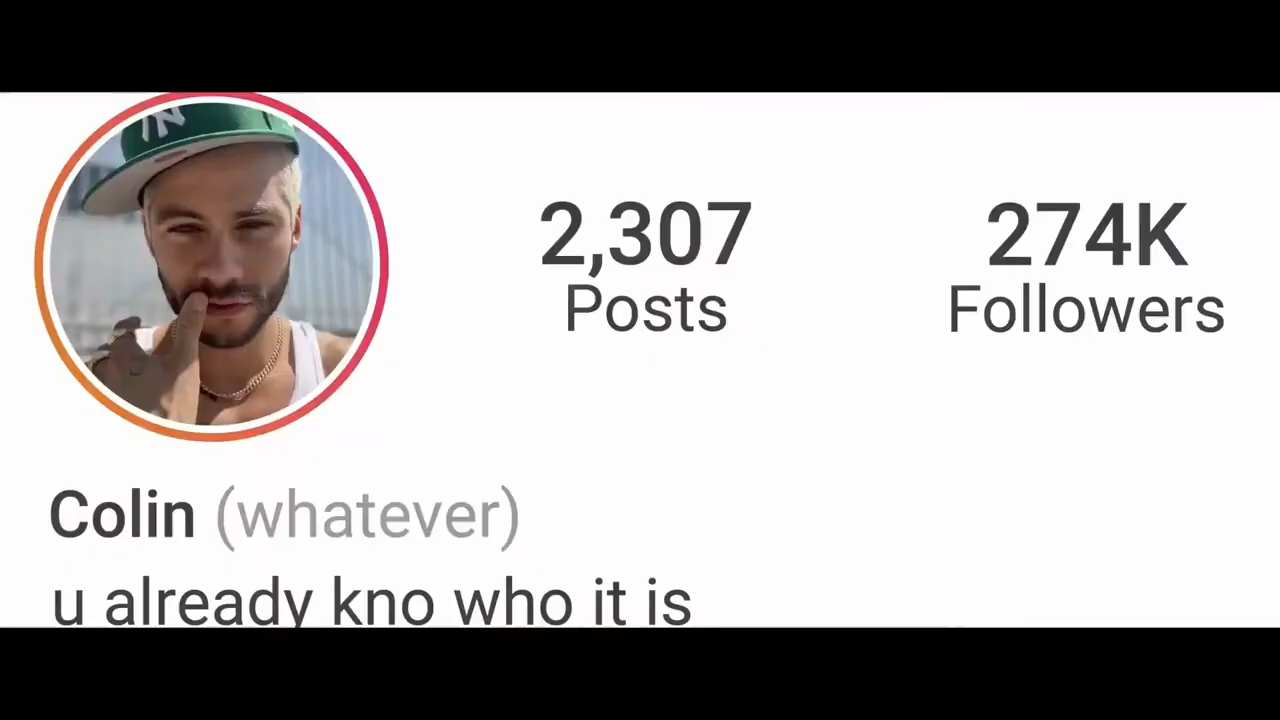 2,307
Posts
274K
Followers
Colin (whatever)
u already kno who it is